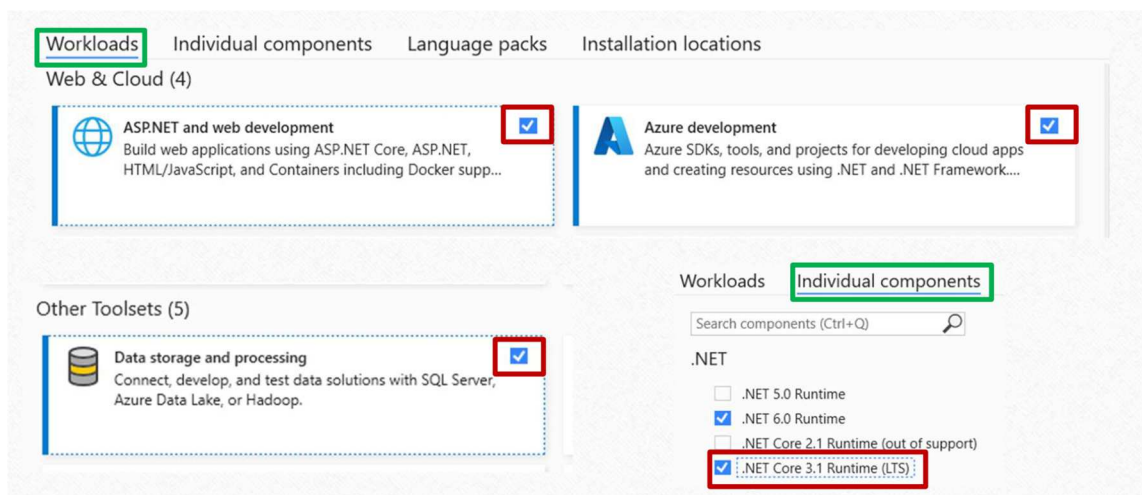 Workloads Individual components Language packs Installation locations
Web & Cloud (4)
ASP.NET and web development
Build web applications using ASP.NET Core, ASP.NET,
HTML/JavaScript, and Containers including Docker supp...
Azure development
Azure SDKs, tools, and projects for developing cloud apps
and creating resources using .NET and .NET Framework....
Other Toolsets (5)
Data storage and processing
Connect, develop, and test data solutions with SQL Server,
Azure Data Lake, or Hadoop.
Workloads Individual components
Search components (Ctrl+Q)
.NET
.NET 5.0 Runtime
.NET 6.0 Runtime
.NET Core 2.1 Runtime (out of support)
.NET Core 3.1 Runtime (LTS)